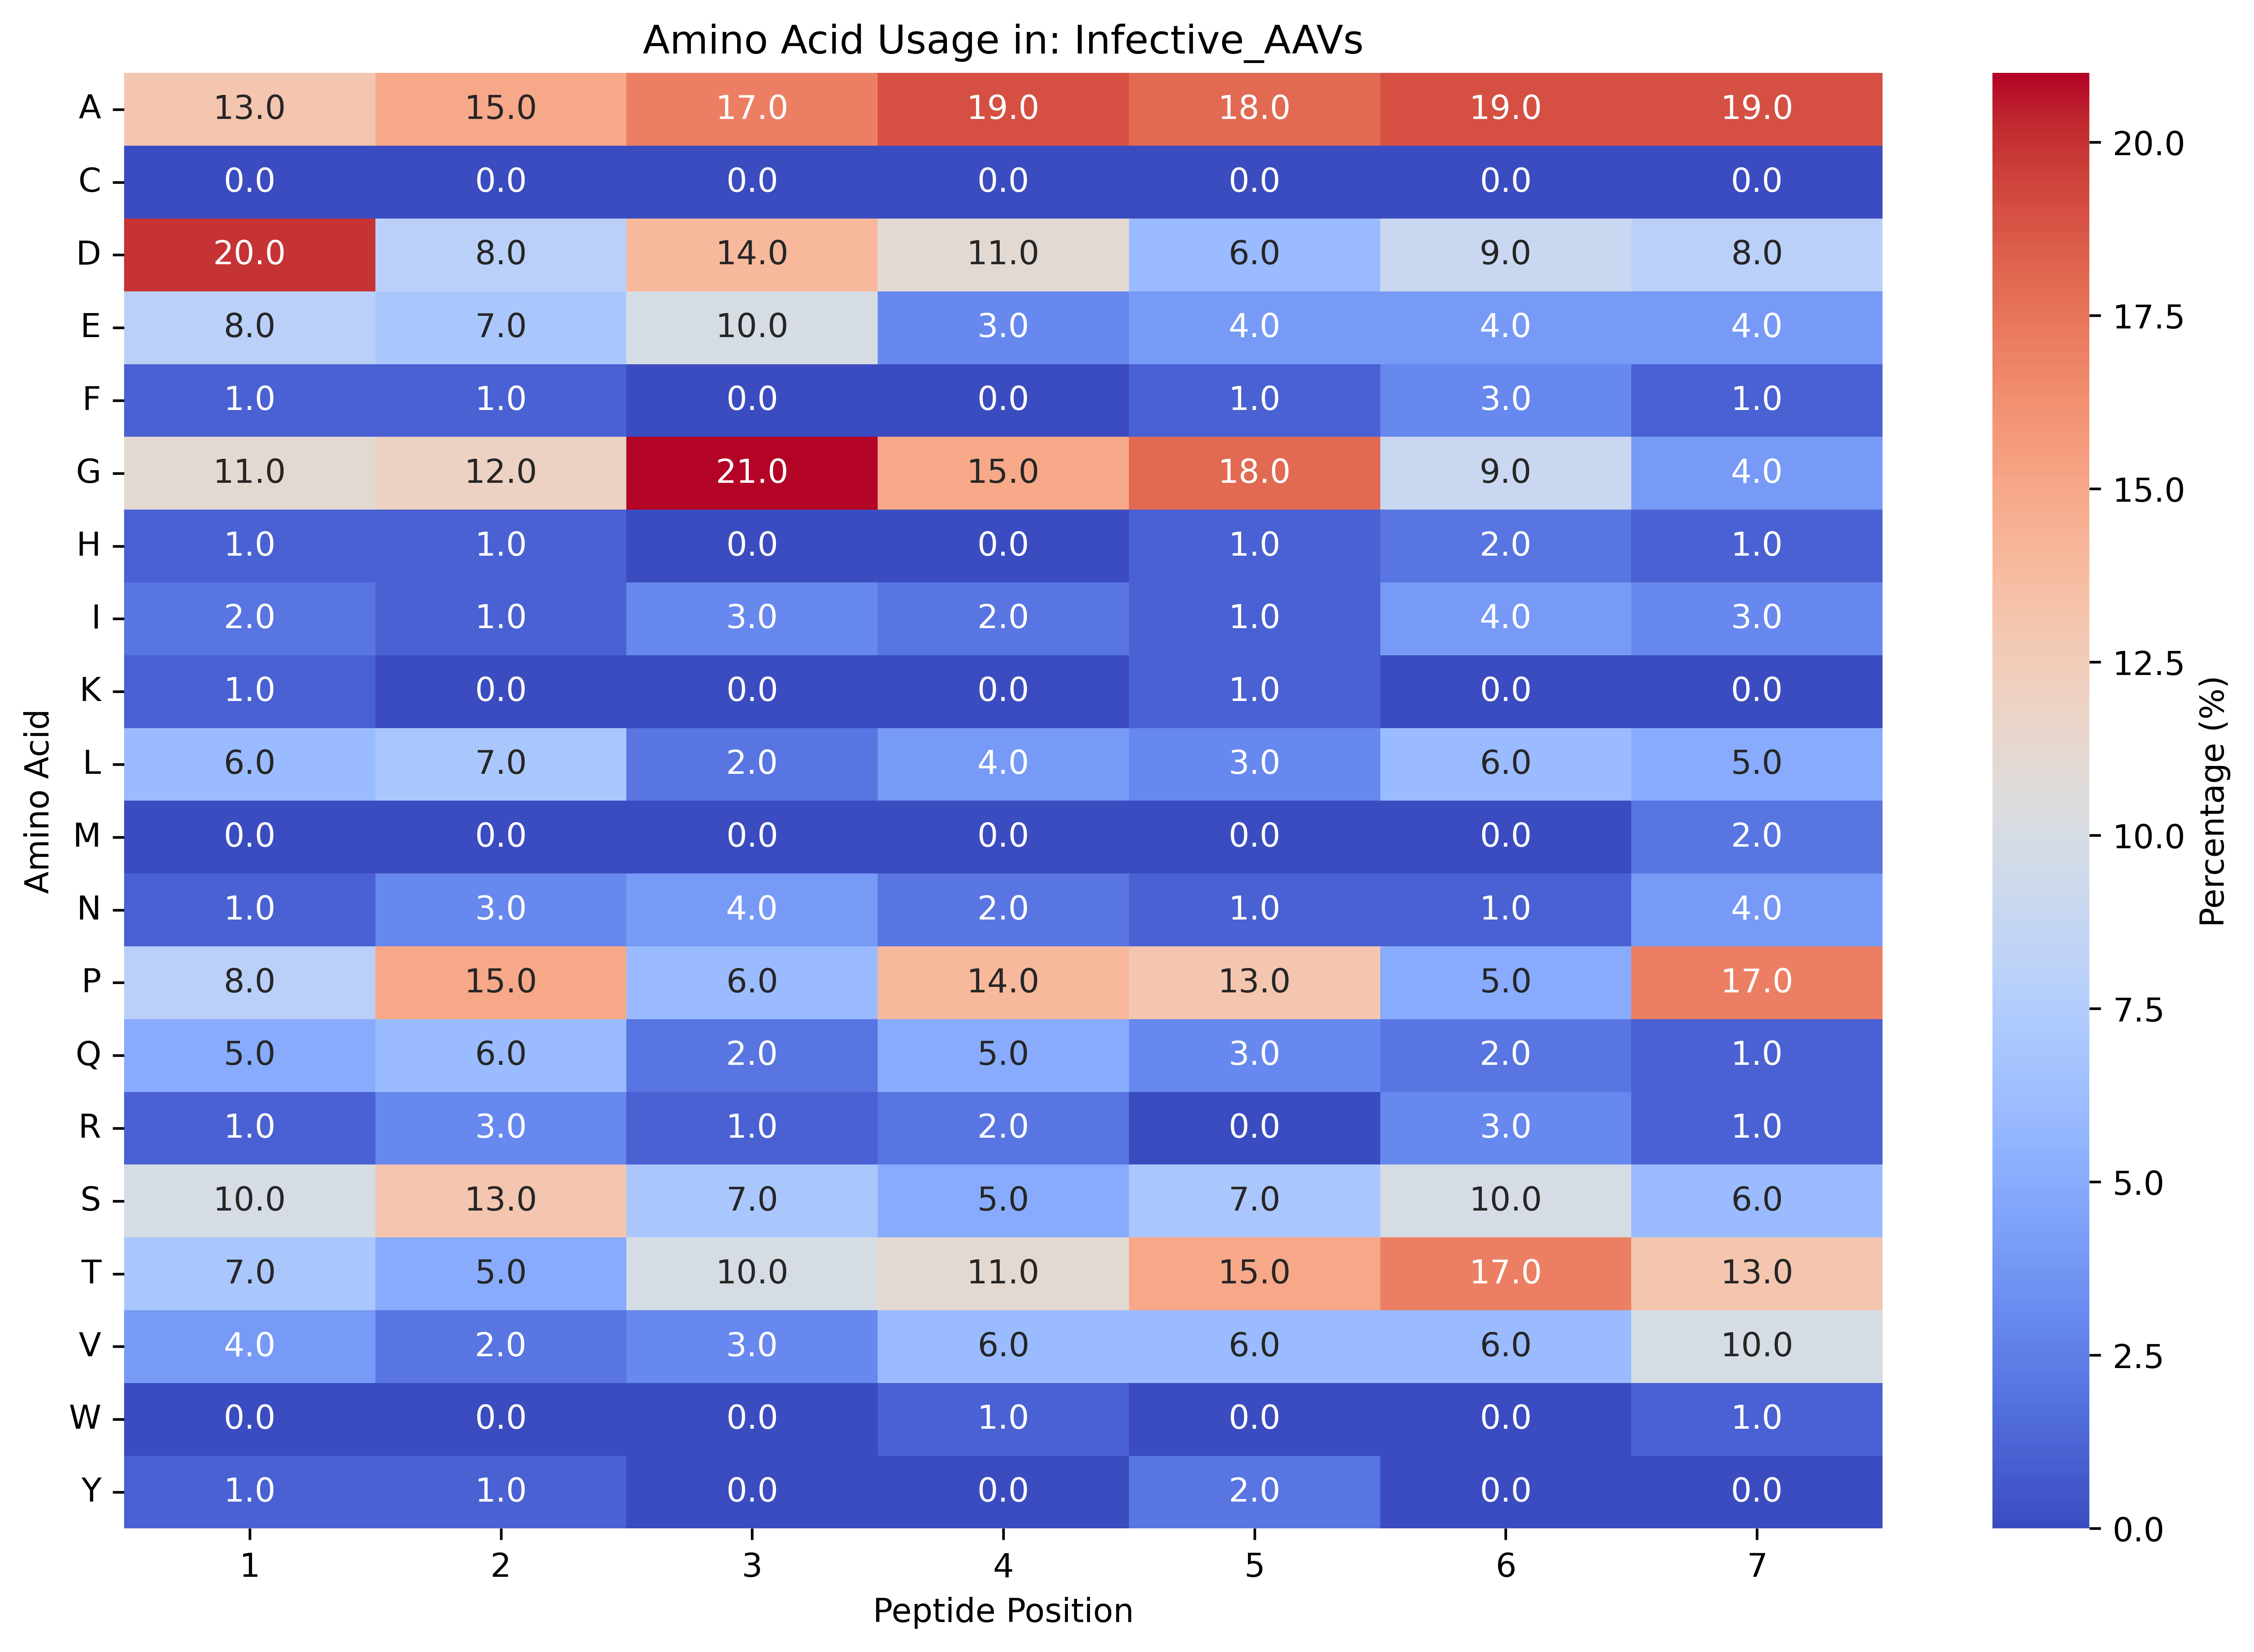 Amino Acid Usage in: Infective_AAVs
A 13.0 15.0 17.0 19.0 18.0 19.0 19.0
C 0.0 0.0 0.0 0.0 0.0 0.0 0.0
D 20.0 8.0 14.0 11.0 6.0 9.0 8.0
E 8.0 7.0 10.0 3.0 4.0 4.0 4.0
F 1.0 1.0 0.0 0.0 1.0 3.0 1.0
G 11.0 12.0 21.0 15.0 18.0 9.0 4.0
H 1.0 1.0 0.0 0.0 1.0 2.0 1.0
I 2.0 1.0 3.0 2.0 1.0 4.0 3.0
K 1.0 0.0 0.0 0.0 1.0 0.0 0.0
L 6.0 7.0 2.0 4.0 3.0 6.0 5.0
M 0.0 0.0 0.0 0.0 0.0 0.0 2.0
N 1.0 3.0 4.0 2.0 1.0 1.0 4.0
P 8.0 15.0 6.0 14.0 13.0 5.0 17.0
Q 5.0 6.0 2.0 5.0 3.0 2.0 1.0
R 1.0 3.0 1.0 2.0 0.0 3.0 1.0
S 10.0 13.0 7.0 5.0 7.0 10.0 6.0
T 7.0 5.0 10.0 11.0 15.0 17.0 13.0
V 4.0 2.0 3.0 6.0 6.0 6.0 10.0
W 0.0 0.0 0.0 1.0 0.0 0.0 1.0
Y 1.0 1.0 0.0 0.0 2.0 0.0 0.0
1 2 3 4 5 6 7
Peptide Position
Amino Acid
20.0
17.5
15.0
12.5
10.0
7.5
5.0
2.5
0.0
Percentage (%)